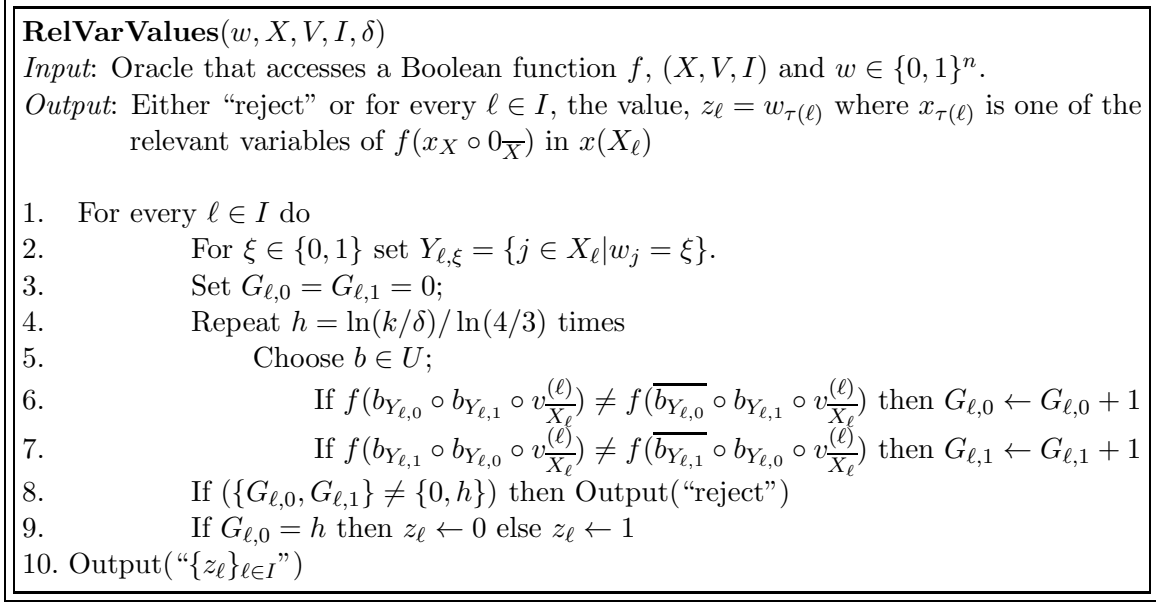 RelVarValues(w, X, V, I, δ)
Input: Oracle that accesses a Boolean function f, (X, V, I) and w ∈ {0, 1}ⁿ.
Output: Either “reject” or for every ℓ ∈ I, the value, z_ℓ = w_{τ(ℓ)} where x_{τ(ℓ)} is one of the
relevant variables of f(x_X ∘ 0_{\overline{X}}) in x(X_ℓ)
1. For every ℓ ∈ I do
2. For ξ ∈ {0, 1} set Y_{ℓ,ξ} = {j ∈ X_ℓ|w_j = ξ}.
3. Set G_{ℓ,0} = G_{ℓ,1} = 0;
4. Repeat h = ln(k/δ)/ ln(4/3) times
5. Choose b ∈ U;
6. If f(b_{Y_{ℓ,0}} ∘ b_{Y_{ℓ,1}} ∘ v^{(ℓ)}_{\overline{X_ℓ}}) ≠ f(\overline{b_{Y_{ℓ,0}}} ∘ b_{Y_{ℓ,1}} ∘ v^{(ℓ)}_{\overline{X_ℓ}}) then G_{ℓ,0} ← G_{ℓ,0} + 1
7. If f(b_{Y_{ℓ,1}} ∘ b_{Y_{ℓ,0}} ∘ v^{(ℓ)}_{\overline{X_ℓ}}) ≠ f(\overline{b_{Y_{ℓ,1}}} ∘ b_{Y_{ℓ,0}} ∘ v^{(ℓ)}_{\overline{X_ℓ}}) then G_{ℓ,1} ← G_{ℓ,1} + 1
8. If ({G_{ℓ,0}, G_{ℓ,1}} ≠ {0, h}) then Output(“reject”)
9. If G_{ℓ,0} = h then z_ℓ ← 0 else z_ℓ ← 1
10. Output(“{z_ℓ}_{ℓ∈I}”)